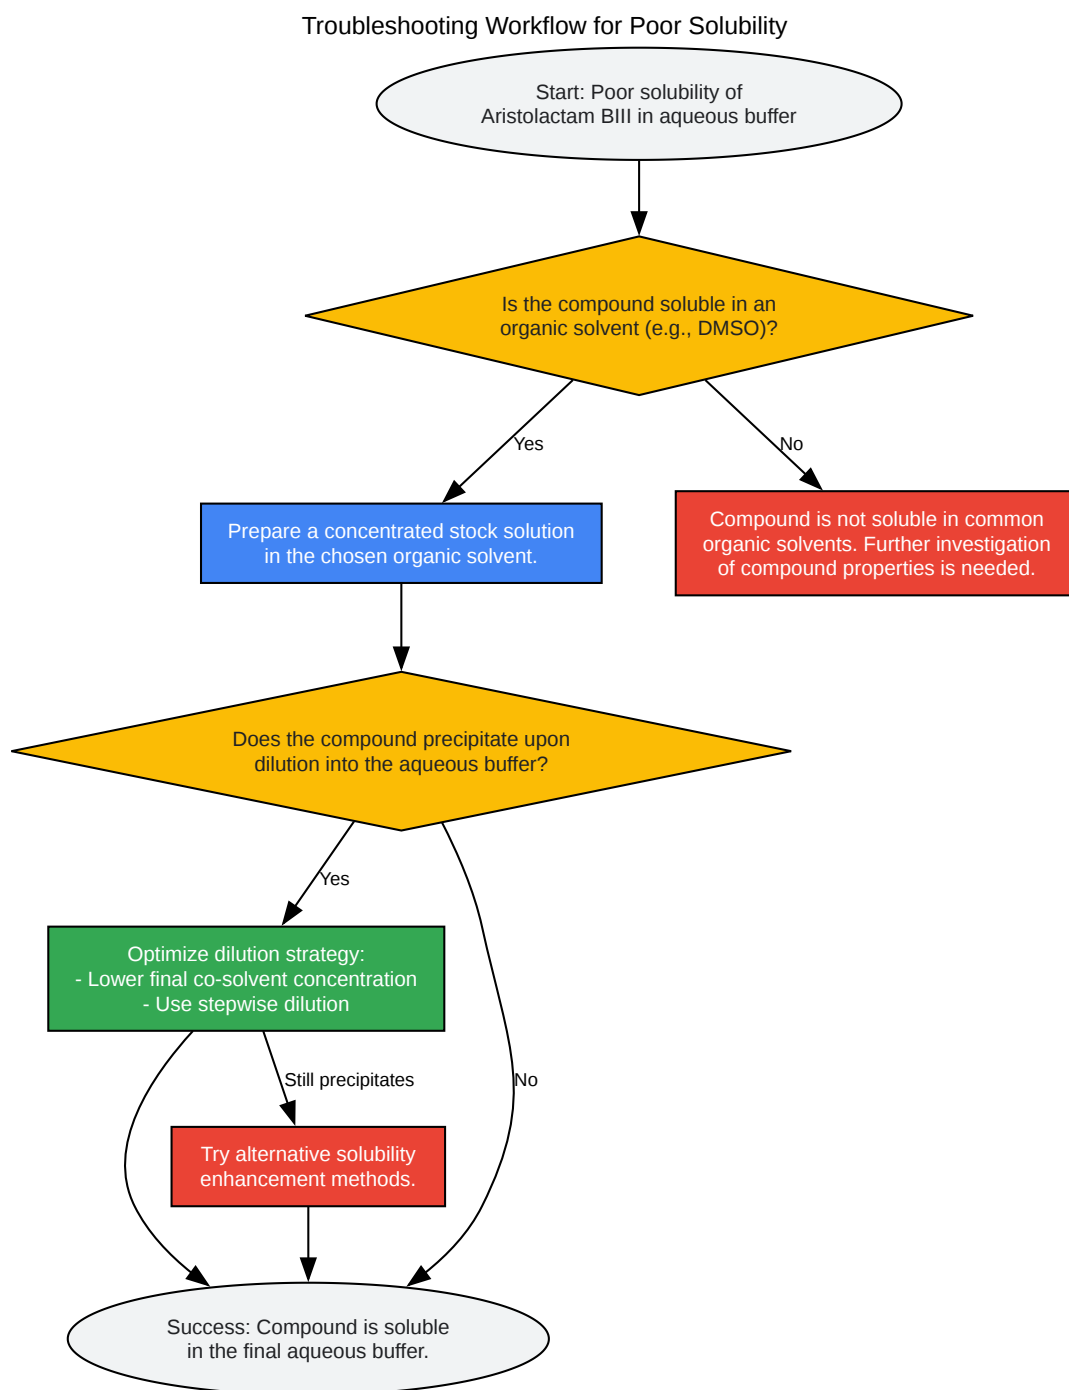 Troubleshooting Workflow for Poor Solubility
Start: Poor solubility of
Aristolactam BIII in aqueous buffer
Is the compound soluble in an
organic solvent (e.g., DMSO)?
Yes
No
Prepare a concentrated stock solution
in the chosen organic solvent.
Compound is not soluble in common
organic solvents. Further investigation
of compound properties is needed.
Does the compound precipitate upon
dilution into the aqueous buffer?
Yes
Optimize dilution strategy:
- Lower final co-solvent concentration
- Use stepwise dilution
Still precipitates
No
Try alternative solubility
enhancement methods.
Success: Compound is soluble
in the final aqueous buffer.